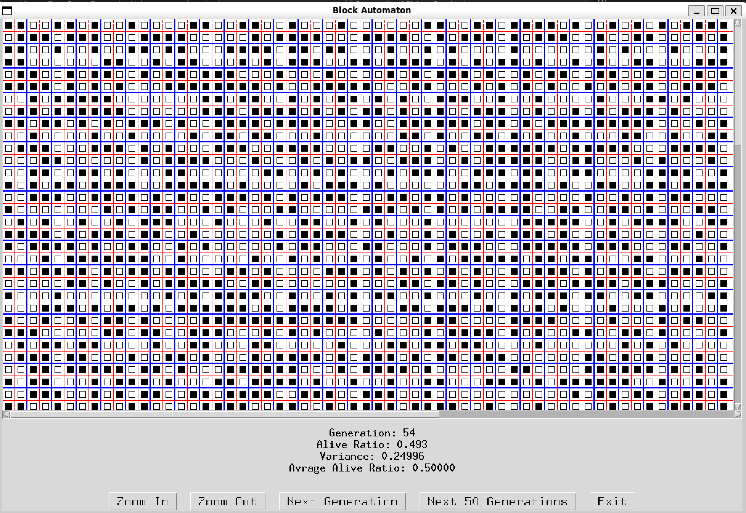 Block Automaton
Generation: 54
Alive Ratio: 0.493
Variance: 0.24996
Avrage Alive Ratio: 0.50000
Zoom In
Zoom Out
Next Generation
Next 50 Generations
Exit